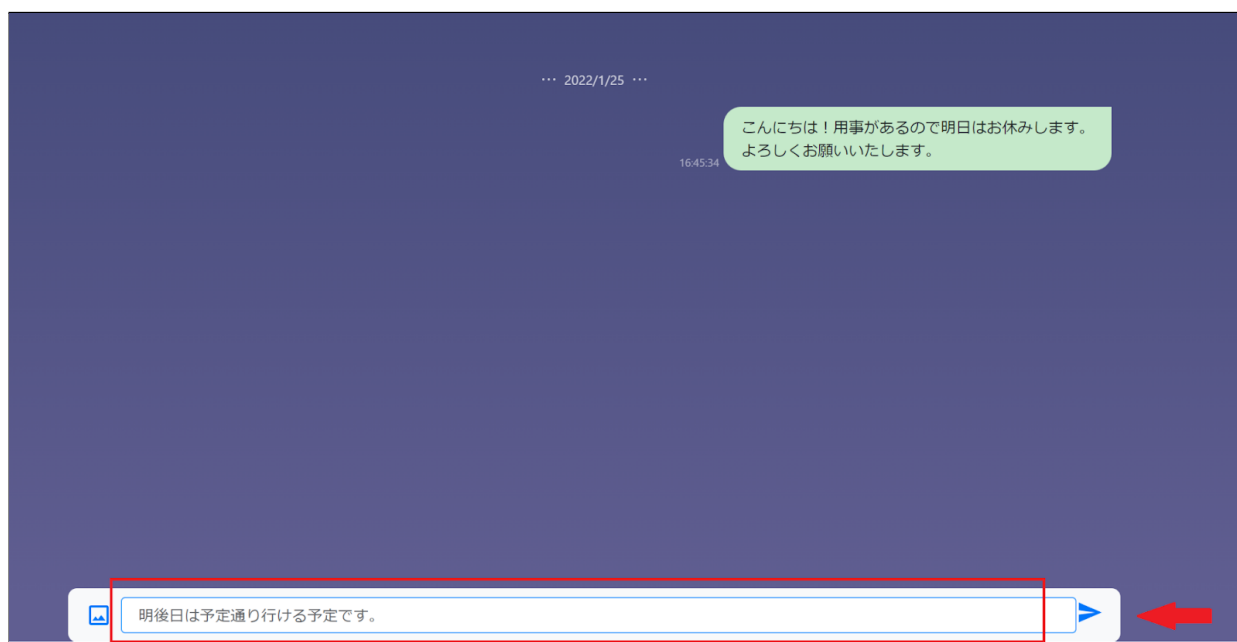 ··· 2022/1/25 ···
こんにちは！用事があるので明日はお休みします。
よろしくお願いいたします。
16:45:34
明後日は予定通り行ける予定です。